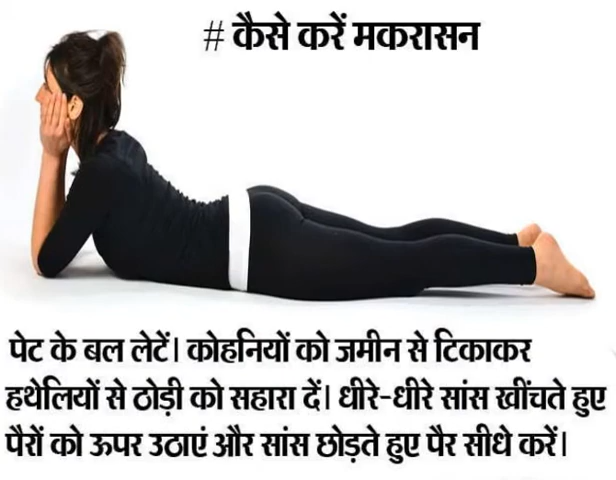 # कैसे करें मकरासन
पेट के बल लेटें। कोहनियों को जमीन से टिकाकर
हथेलियों से ठोड़ी को सहारा दें। धीरे-धीरे सांस खींचते हुए
पैरों को ऊपर उठाएं और सांस छोड़ते हुए पैर सीधे करें।